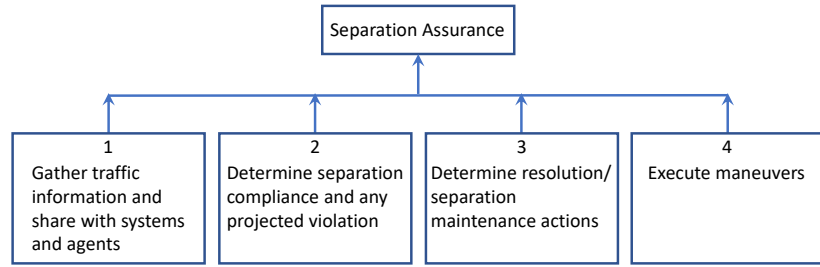 Separation Assurance
1
Gather traffic
information and
share with systems
and agents
2
Determine separation
compliance and any
projected violation
3
Determine resolution/
separation
maintenance actions
4
Execute maneuvers